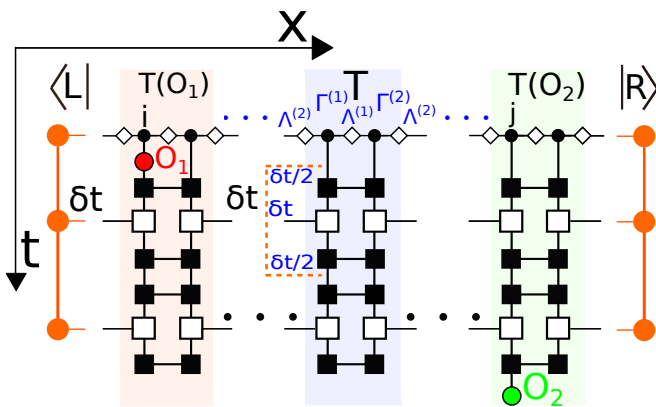 x
⟨L| T(O₁) T T(O₂) |R⟩
i j
Λ⁽²⁾ Γ⁽¹⁾ Λ⁽¹⁾ Γ⁽²⁾ Λ⁽²⁾
O₁
δt/2
δt δt δt
t δt/2
O₂